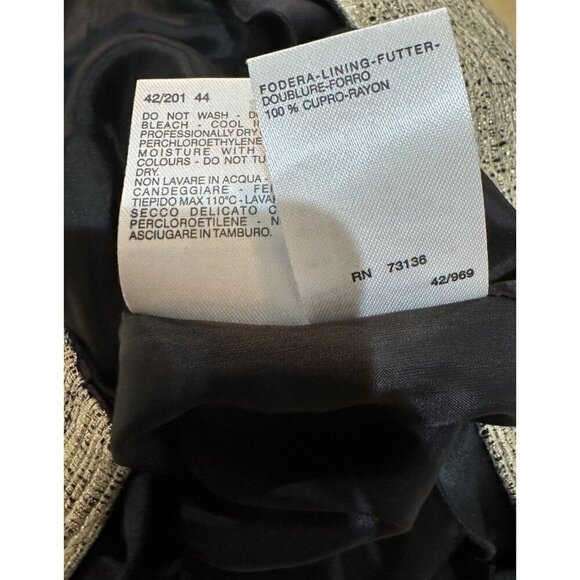 42/201 44
DO NOT WASH - DO
BLEACH - COOL
PROFESSIONALLY DRY
PERCHLOROETHYLENE
MOISTURE WITH
COLOURS - DO NOT TU
DRY.
NON LAVARE IN ACQUA -
CANDEGGIARE - FE
TIEPIDO MAX 110°C - LAVA
SECCO DELICATO C
PERCLOROETILENE - N
ASCIUGARE IN TAMBURO.
FODERA-LINING-FUTTER-
DOUBLURE-FORRO
100 % CUPRO-RAYON
RN 73136
42/969